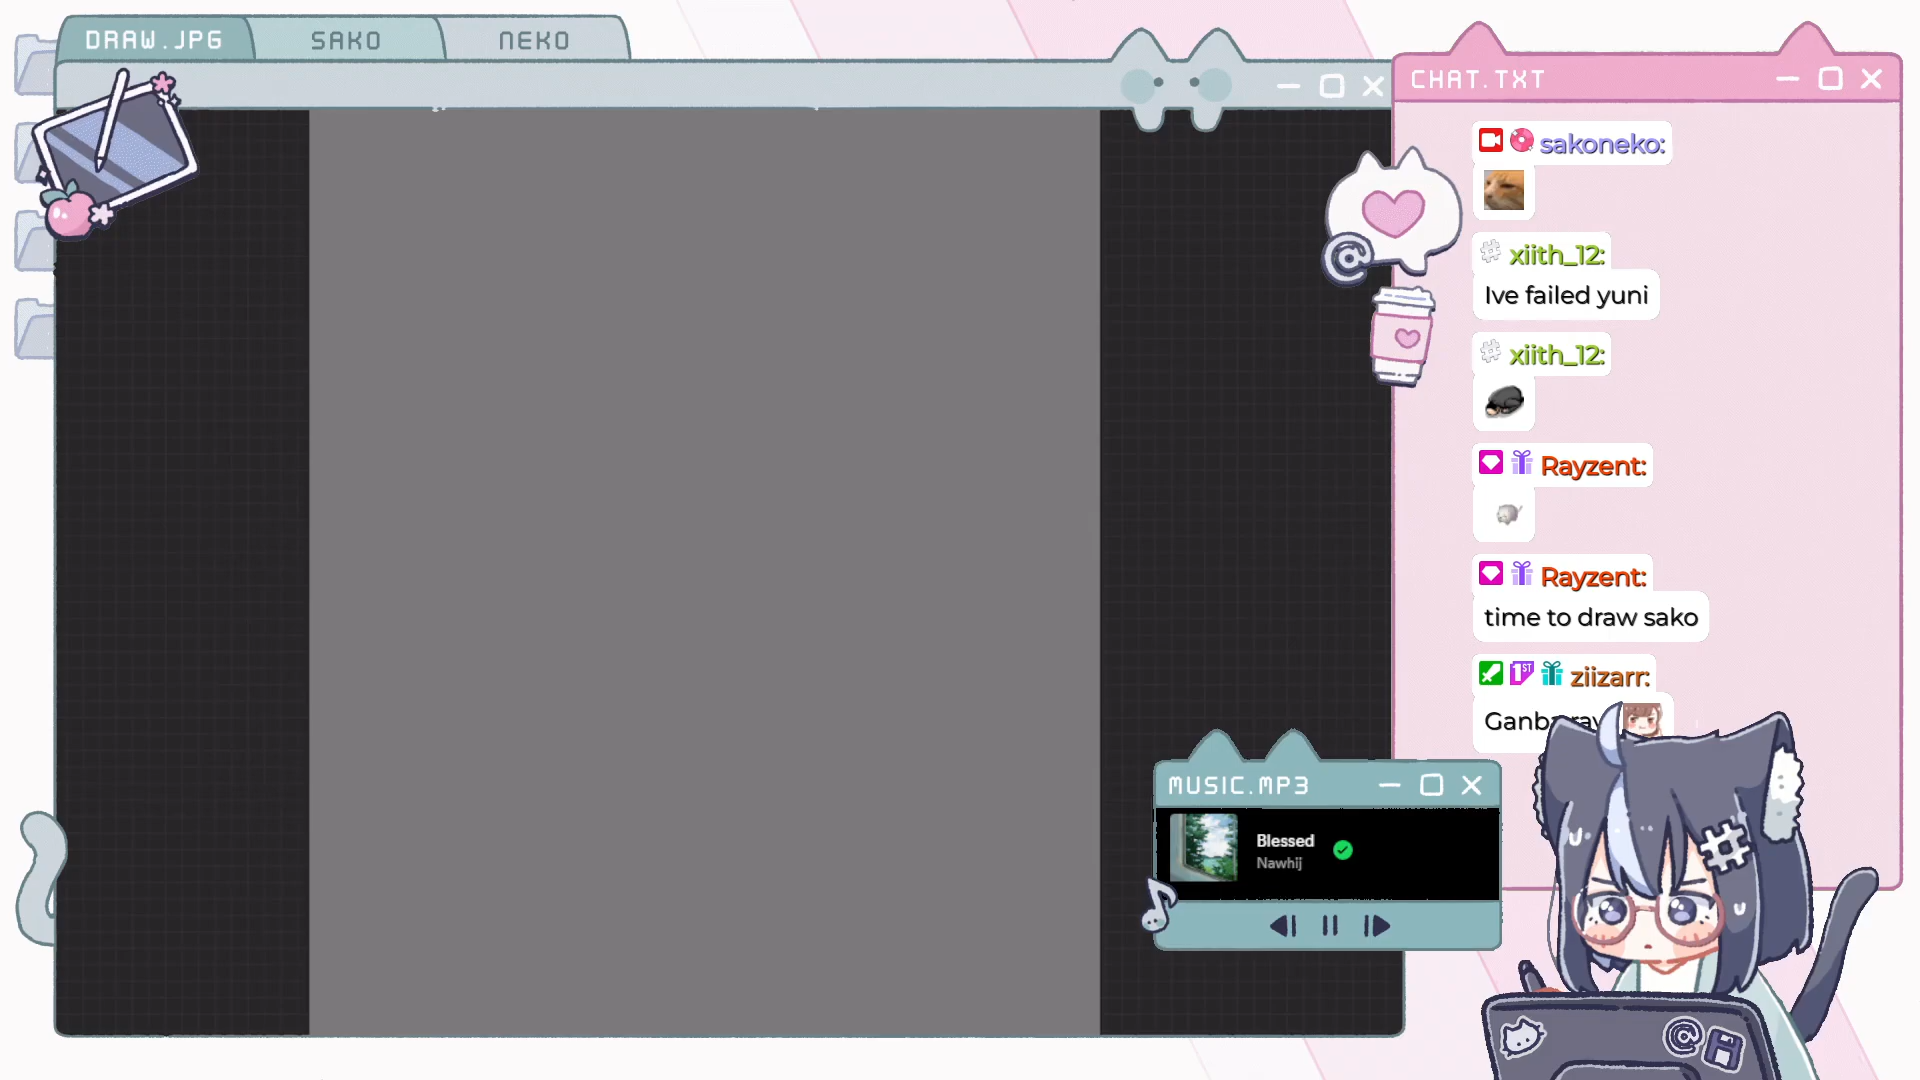 DRAW.JPG
SAKO
NEKO
CHAT.TXT
sakoneko:
xiith_12:
Ive failed yuni
xiith_12:
Rayzent:
Rayzent:
time to draw sako
1ST
ziizarr:
MUSIC.MP3
Blessed
Nawhij